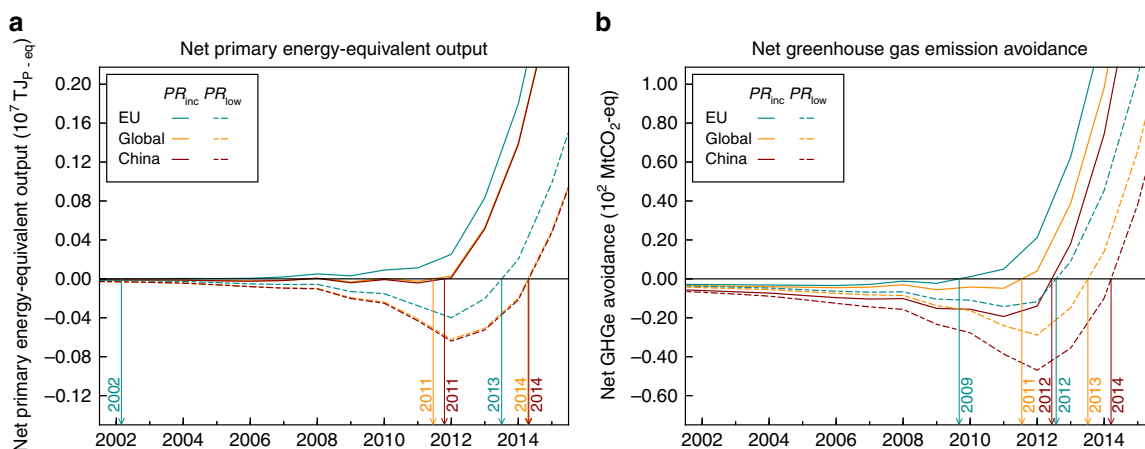 a
Net primary energy-equivalent output
Net primary energy-equivalent output (10⁷ TJP-eq)
0.20
0.16
0.12
0.08
0.04
0.00
−0.04
−0.08
−0.12
PRinc PRlow
EU
Global
China
2002
2011
2011
2013
2014
2014
2002 2004 2006 2008 2010 2012 2014
b
Net greenhouse gas emission avoidance
Net GHGe avoidance (10² MtCO₂-eq)
1.00
0.80
0.60
0.40
0.20
0.00
−0.20
−0.40
−0.60
PRinc PRlow
EU
Global
China
2009
2011
2012
2012
2013
2014
2002 2004 2006 2008 2010 2012 2014